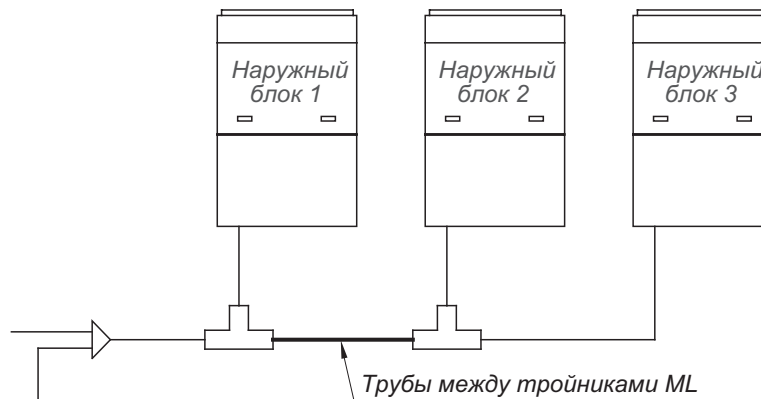 Наружный
блок 1
Наружный
блок 2
Наружный
блок 3
Трубы между тройниками ML